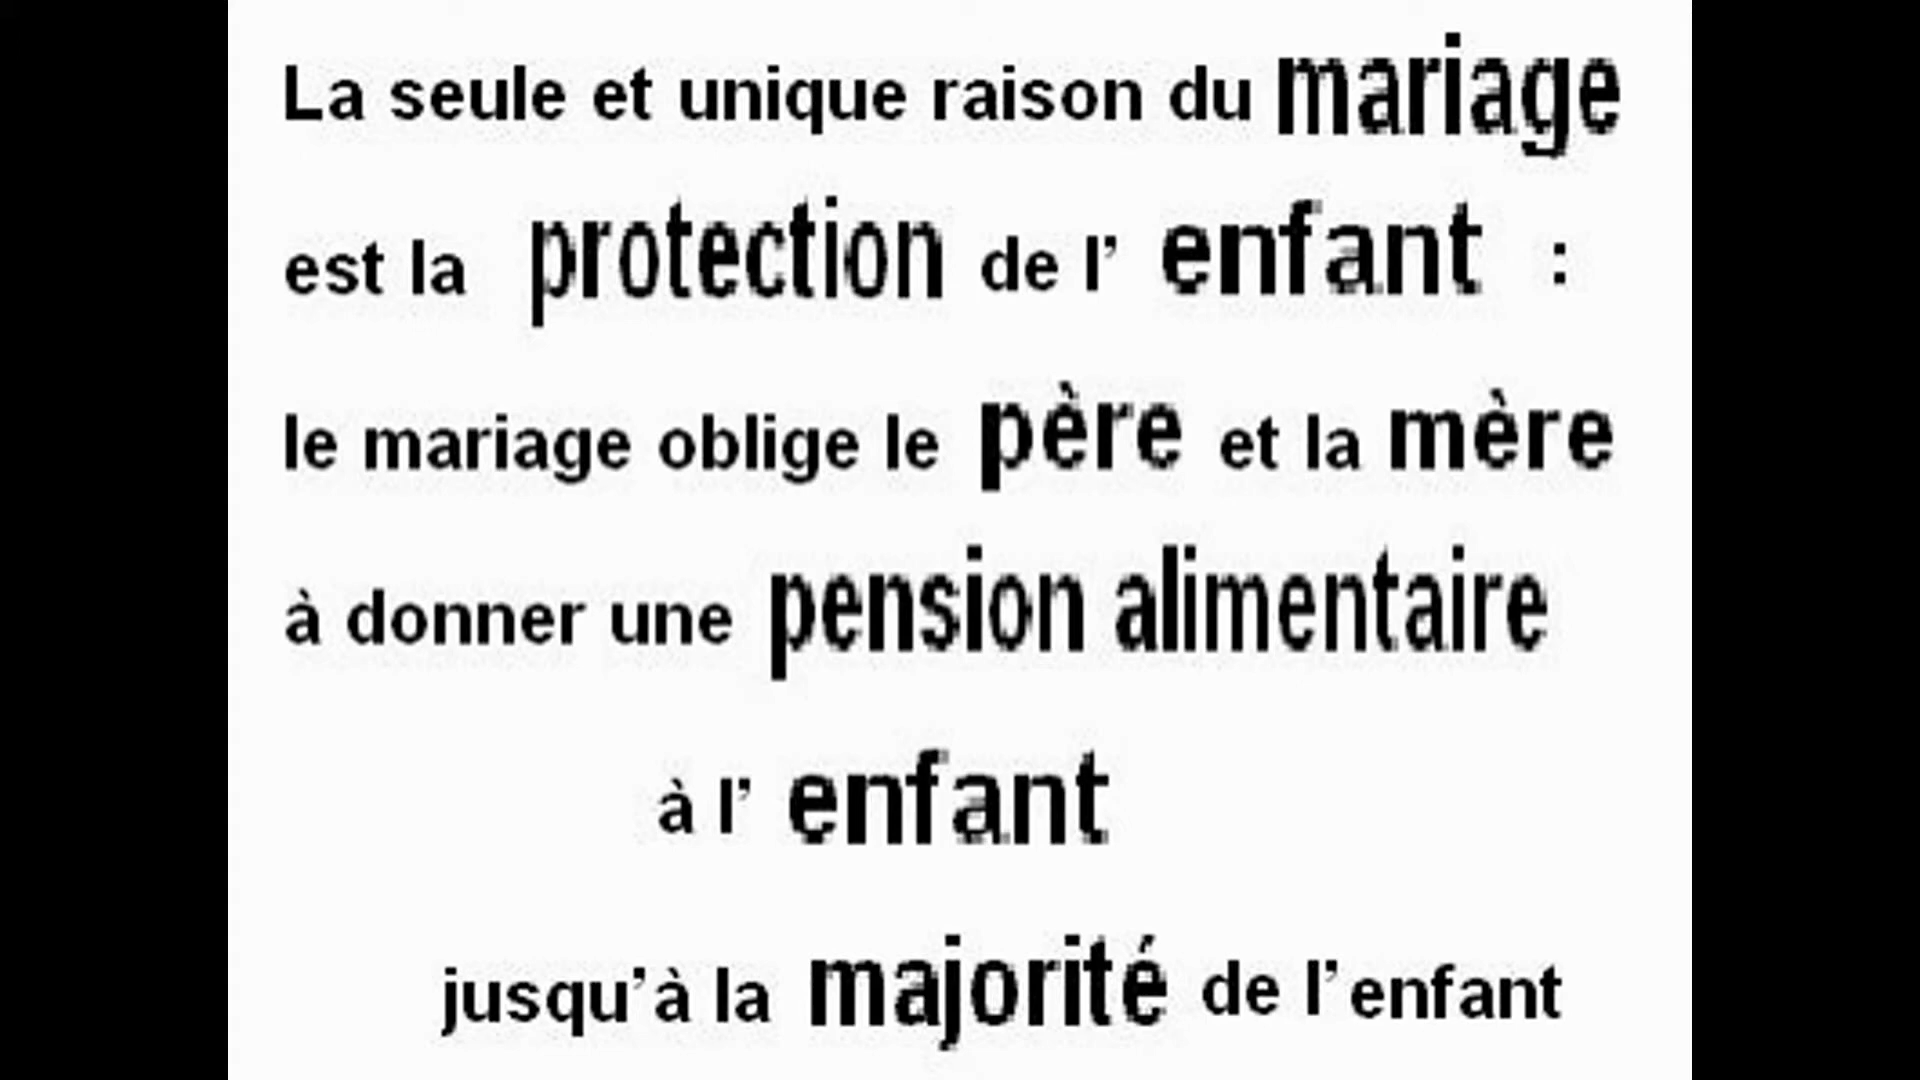 La seule et unique raison du mariage
est la protection de l’ enfant :
le mariage oblige le père et la mère
à donner une pension alimentaire
à l’ enfant
jusqu’à la majorité de l’enfant